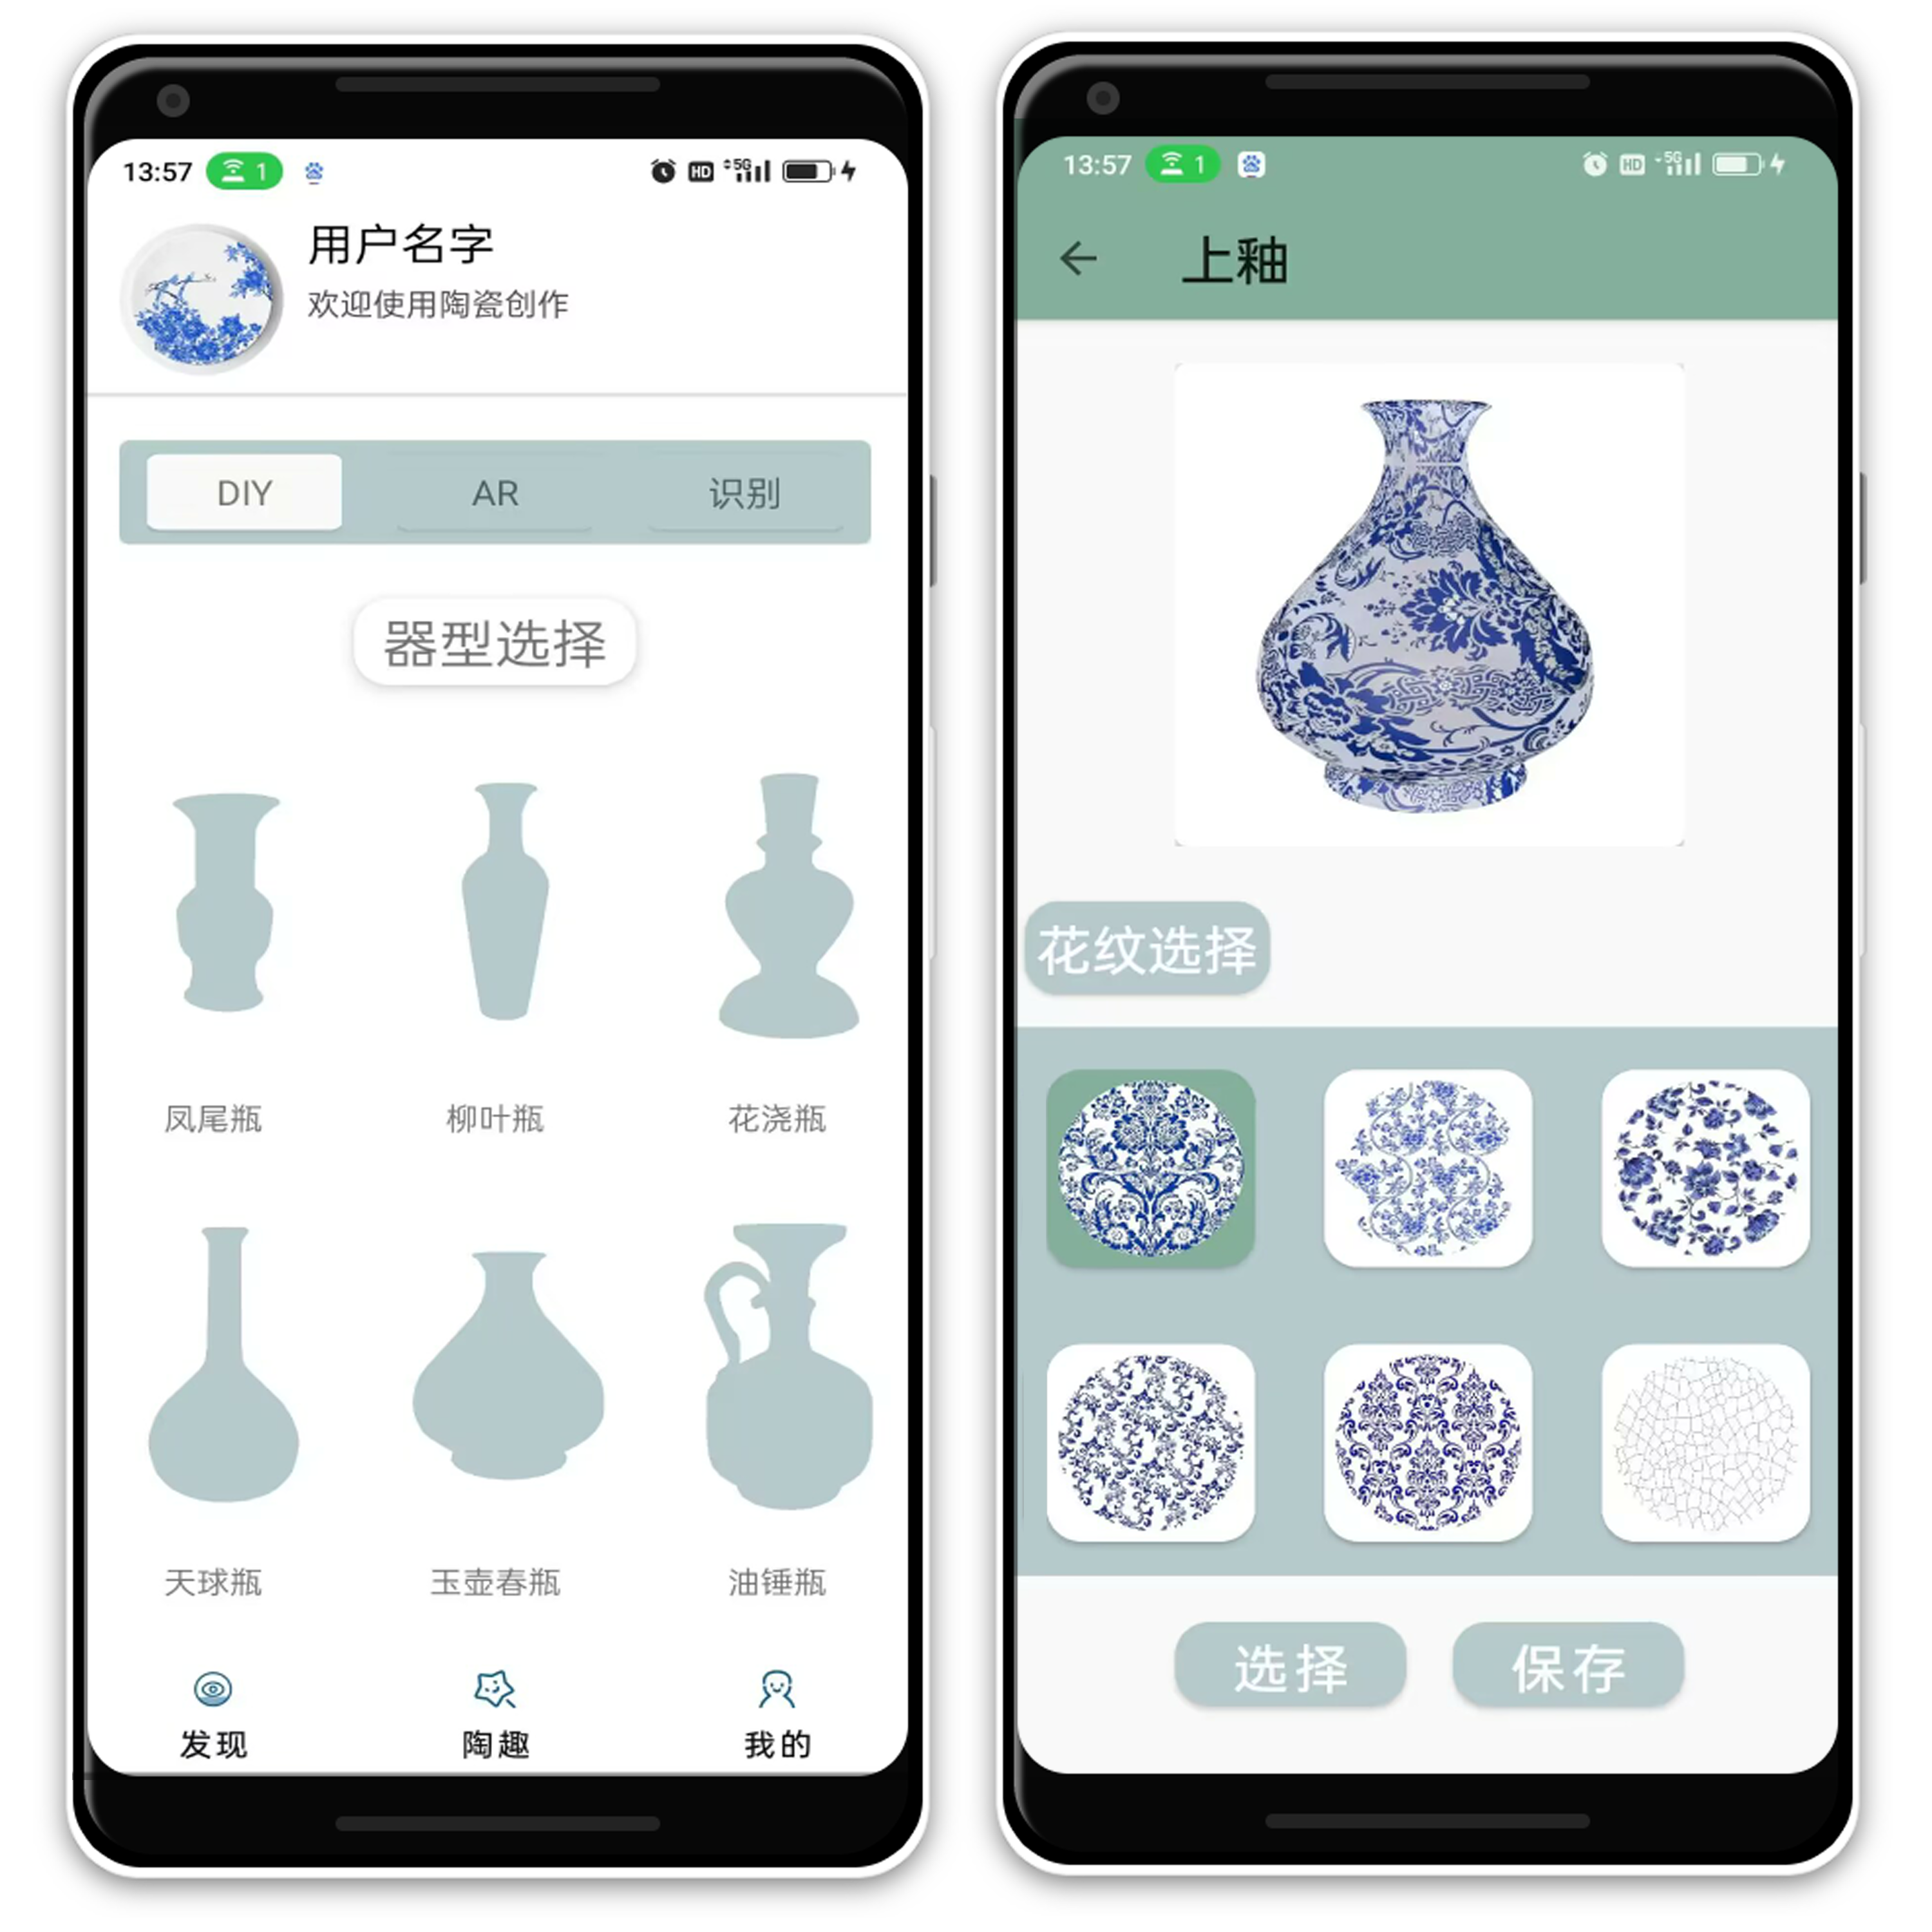 13:57
1
HD
5G
用户名字
欢迎使用陶瓷创作
DIY
AR
识别
器型选择
凤尾瓶
柳叶瓶
花浇瓶
天球瓶
玉壶春瓶
油锤瓶
发现
陶趣
我的
13:57
1
HD
5G
上釉
花纹选择
选择
保存